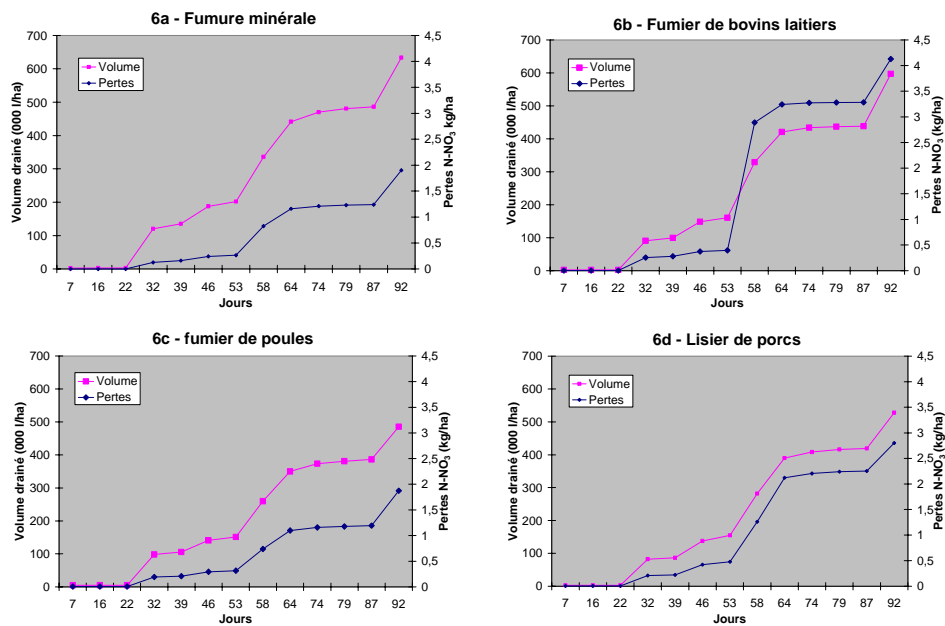 6a - Fumure minérale
700
600
500
400
300
200
100
0
4,5
4
3,5
3
2,5
2
1,5
1
0,5
0
Volume drainé (000 l/ha)
Pertes N-NO3 kg/ha)
Volume
Pertes
7 16 22 32 39 46 53 58 64 74 79 87 92
Jours
6b - Fumier de bovins laitiers
700
600
500
400
300
200
100
0
4,5
4
3,5
3
2,5
2
1,5
1
0,5
0
Volume drainé (000 l/ha)
Pertes N-NO3 (kg/ha)
Volume
Pertes
7 16 22 32 39 46 53 58 64 74 79 87 92
Jours
6c - fumier de poules
700
600
500
400
300
200
100
0
4,5
4
3,5
3
2,5
2
1,5
1
0,5
0
Volume drainé (000 l/ha)
Pertes N-NO3 (kg/ha)
Volume
Pertes
7 16 22 32 39 46 53 58 64 74 79 87 92
Jours
6d - Lisier de porcs
700
600
500
400
300
200
100
0
4,5
4
3,5
3
2,5
2
1,5
1
0,5
0
Volume drainé (000 l/ha)
Pertes N-NO3 (kg/ha)
Volume
Pertes
7 16 22 32 39 46 53 58 64 74 79 87 92
Jours